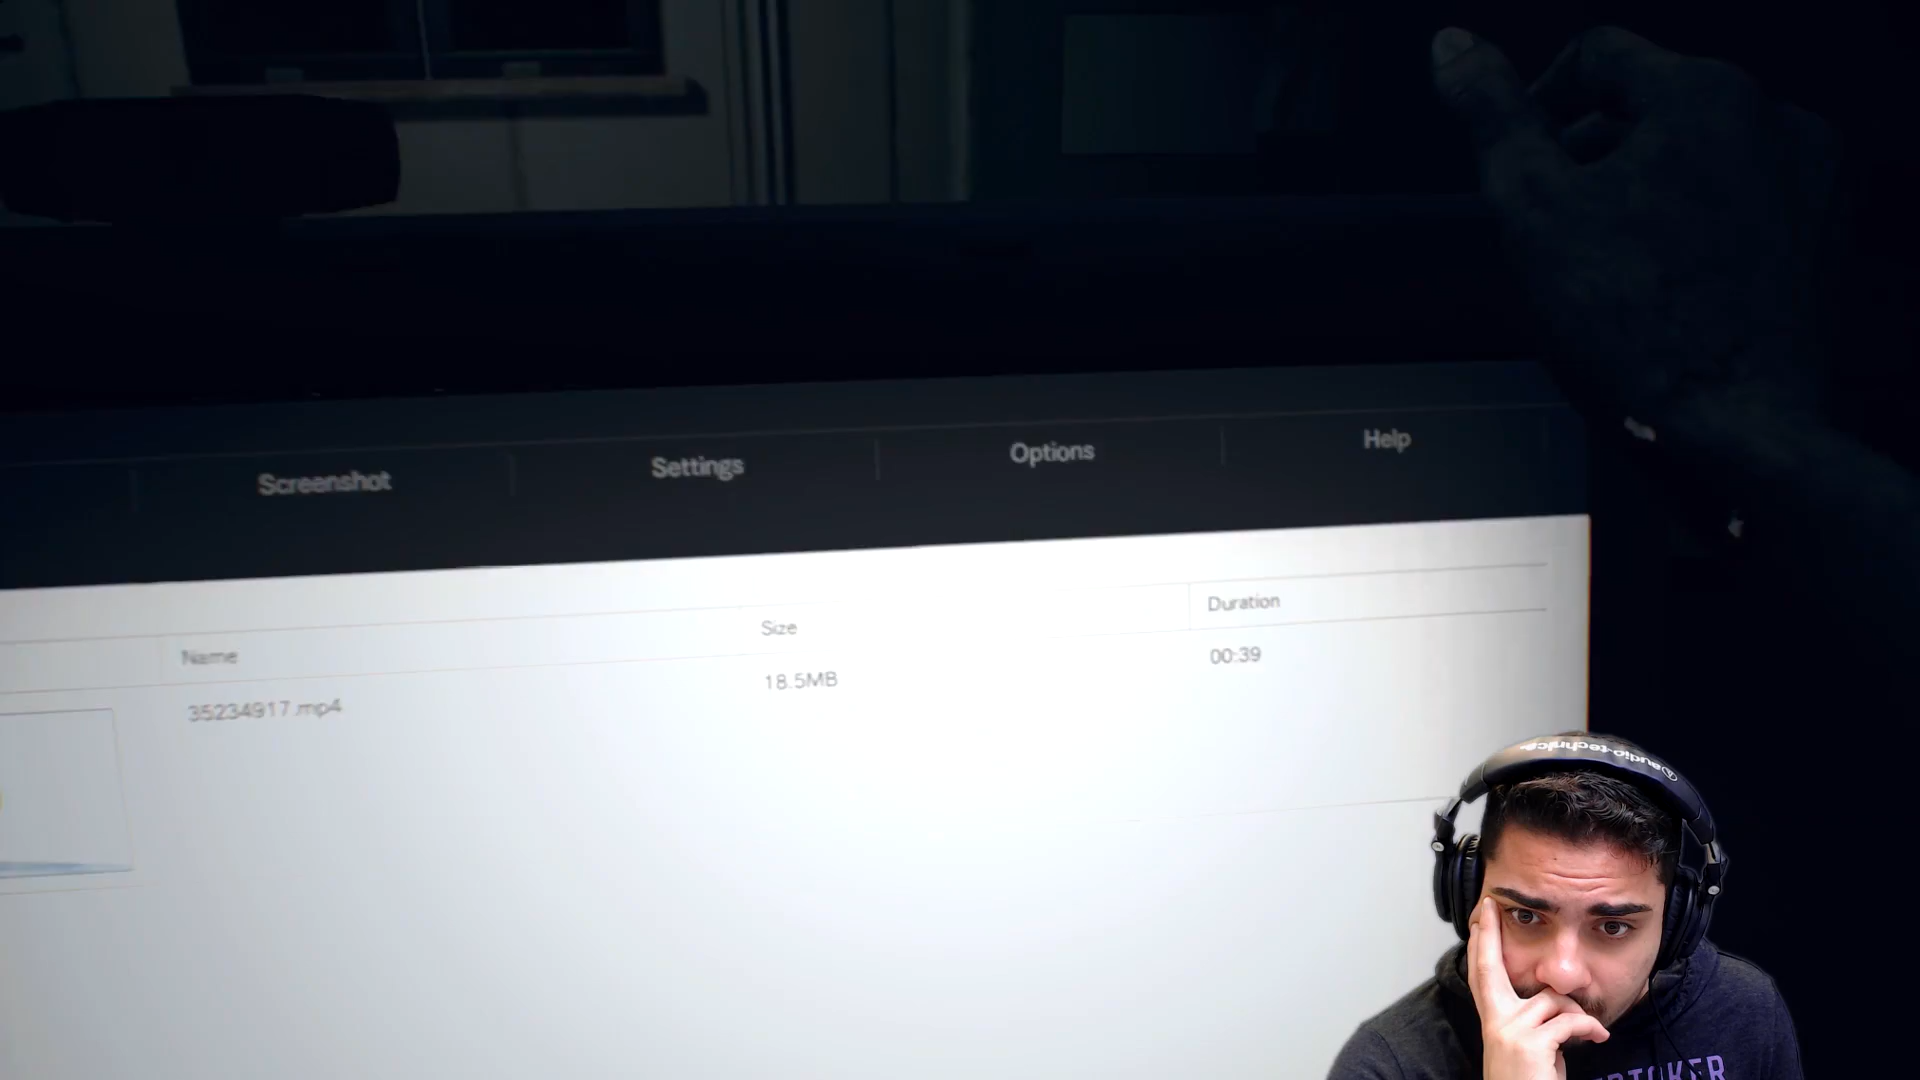 Screenshot Settings Options Help
Name Size Duration
35234917.mp4 18.5MB 00:39
audio-technica